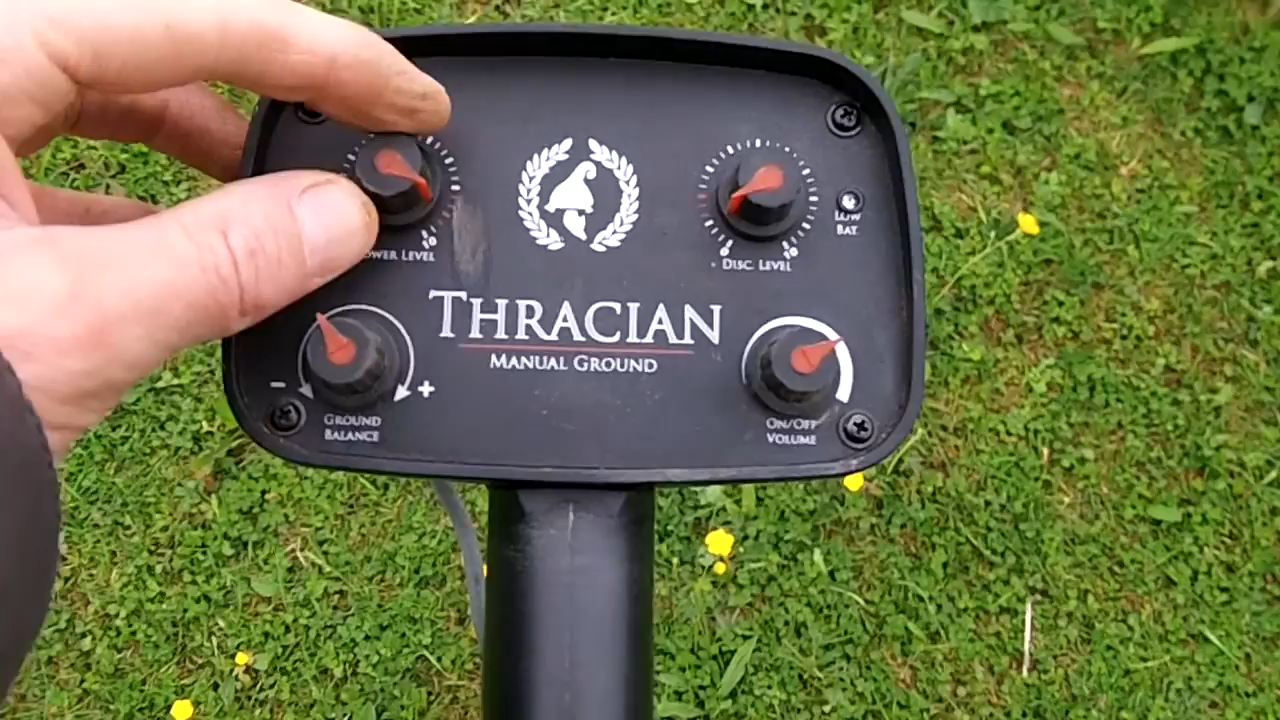 OWER LEVEL
DISC. LEVEL
LOW
BAT.
THRACIAN
MANUAL GROUND
- +
GROUND
BALANCE
ON/OFF
VOLUME